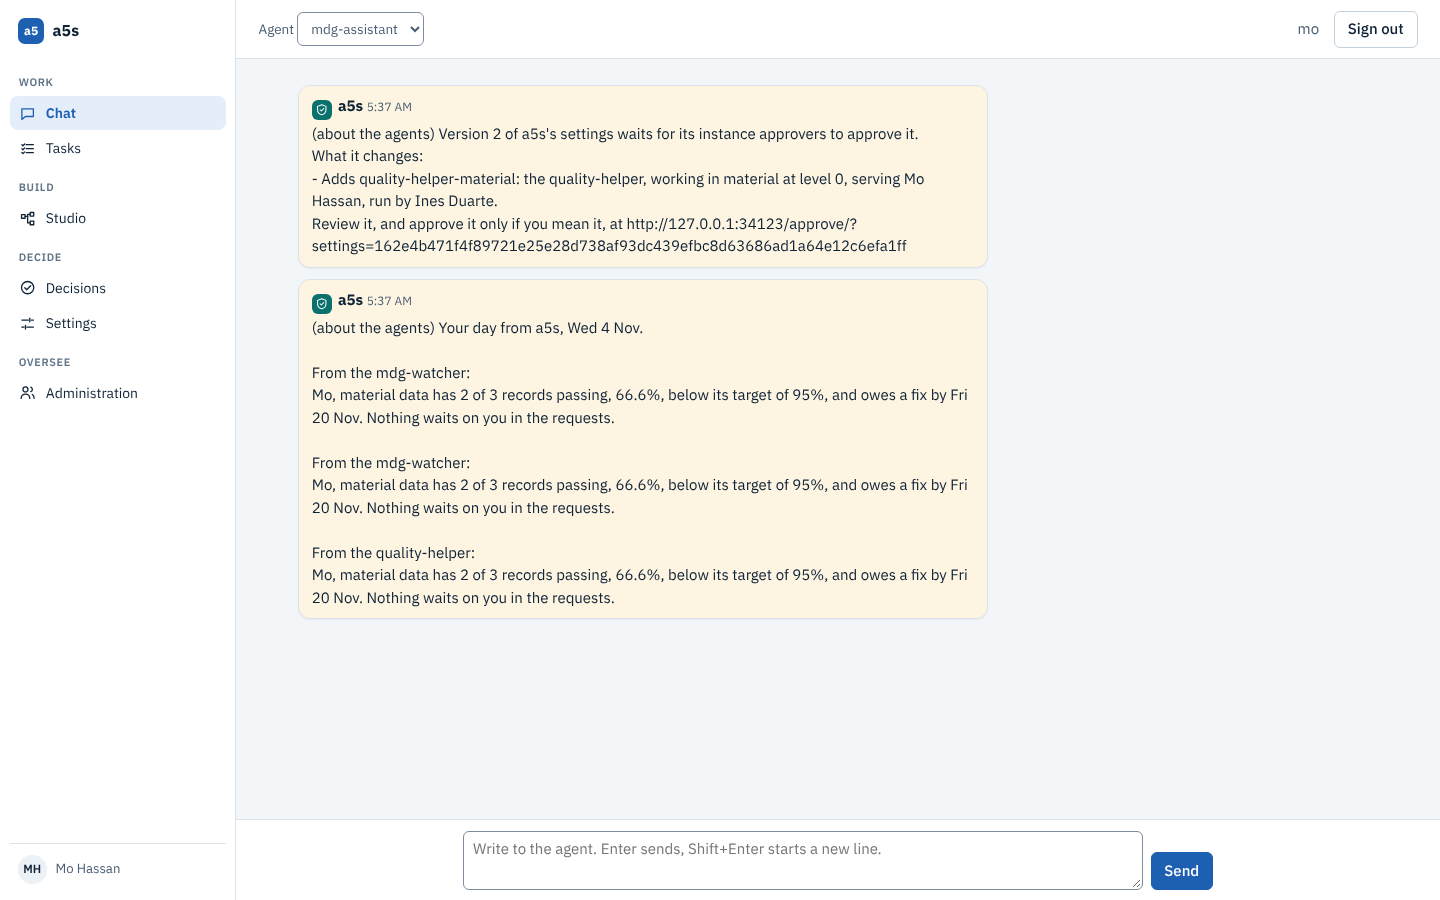 a5 a5s
WORK
Chat
Tasks
BUILD
Studio
DECIDE
Decisions
Settings
OVERSEE
Administration
MH Mo Hassan
Agent mdg-assistant
mo
Sign out
a5s 5:37 AM
(about the agents) Version 2 of a5s's settings waits for its instance approvers to approve it.
What it changes:
- Adds quality-helper-material: the quality-helper, working in material at level 0, serving Mo
Hassan, run by Ines Duarte.
Review it, and approve it only if you mean it, at http://127.0.0.1:34123/approve/?
settings=162e4b471f4f89721e25e28d738af93dc439efbc8d63686ad1a64e12c6efa1ff
a5s 5:37 AM
(about the agents) Your day from a5s, Wed 4 Nov.
From the mdg-watcher:
Mo, material data has 2 of 3 records passing, 66.6%, below its target of 95%, and owes a fix by Fri
20 Nov. Nothing waits on you in the requests.
From the mdg-watcher:
Mo, material data has 2 of 3 records passing, 66.6%, below its target of 95%, and owes a fix by Fri
20 Nov. Nothing waits on you in the requests.
From the quality-helper:
Mo, material data has 2 of 3 records passing, 66.6%, below its target of 95%, and owes a fix by Fri
20 Nov. Nothing waits on you in the requests.
Write to the agent. Enter sends, Shift+Enter starts a new line.
Send